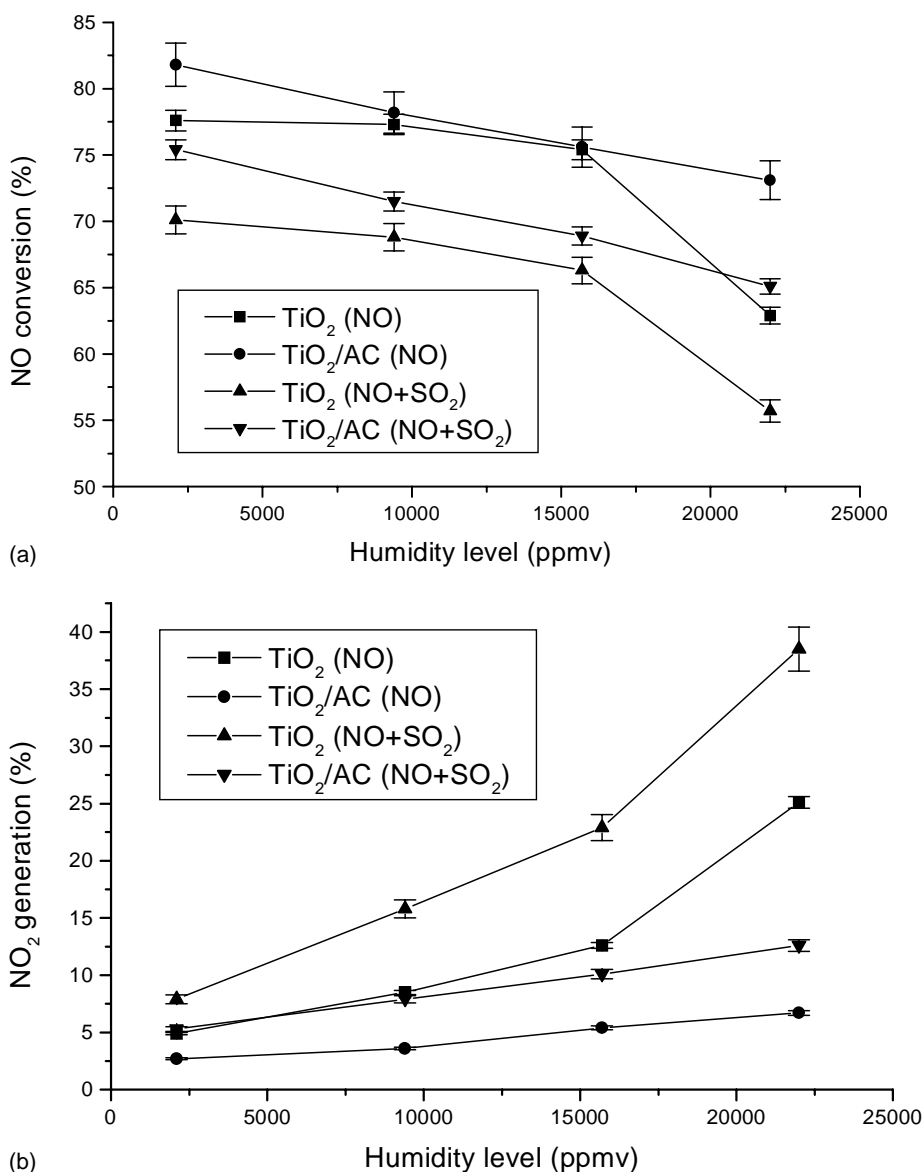 85
80
75
70
65
60
55
50
NO conversion (%)
TiO₂ (NO)
TiO₂/AC (NO)
TiO₂ (NO+SO₂)
TiO₂/AC (NO+SO₂)
0 5000 10000 15000 20000 25000
Humidity level (ppmv)
(a)
40
35
30
25
20
15
10
5
0
NO₂ generation (%)
TiO₂ (NO)
TiO₂/AC (NO)
TiO₂ (NO+SO₂)
TiO₂/AC (NO+SO₂)
0 5000 10000 15000 20000 25000
Humidity level (ppmv)
(b)